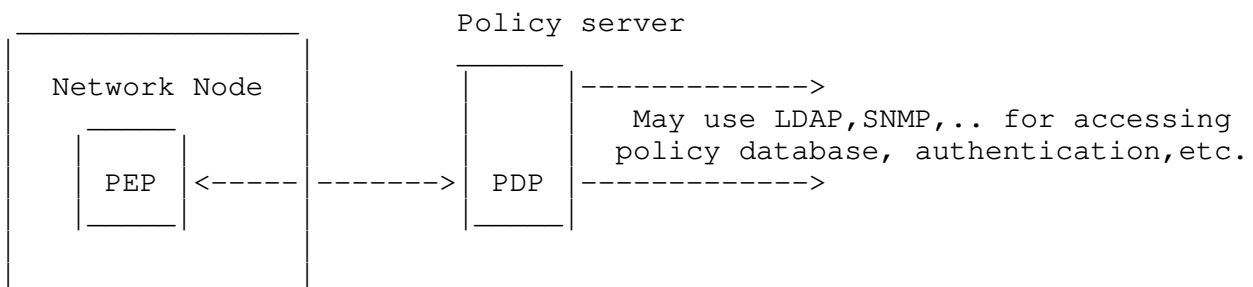 Policy server
Network Node
May use LDAP,SNMP,.. for accessing
policy database, authentication,etc.
PEP
PDP